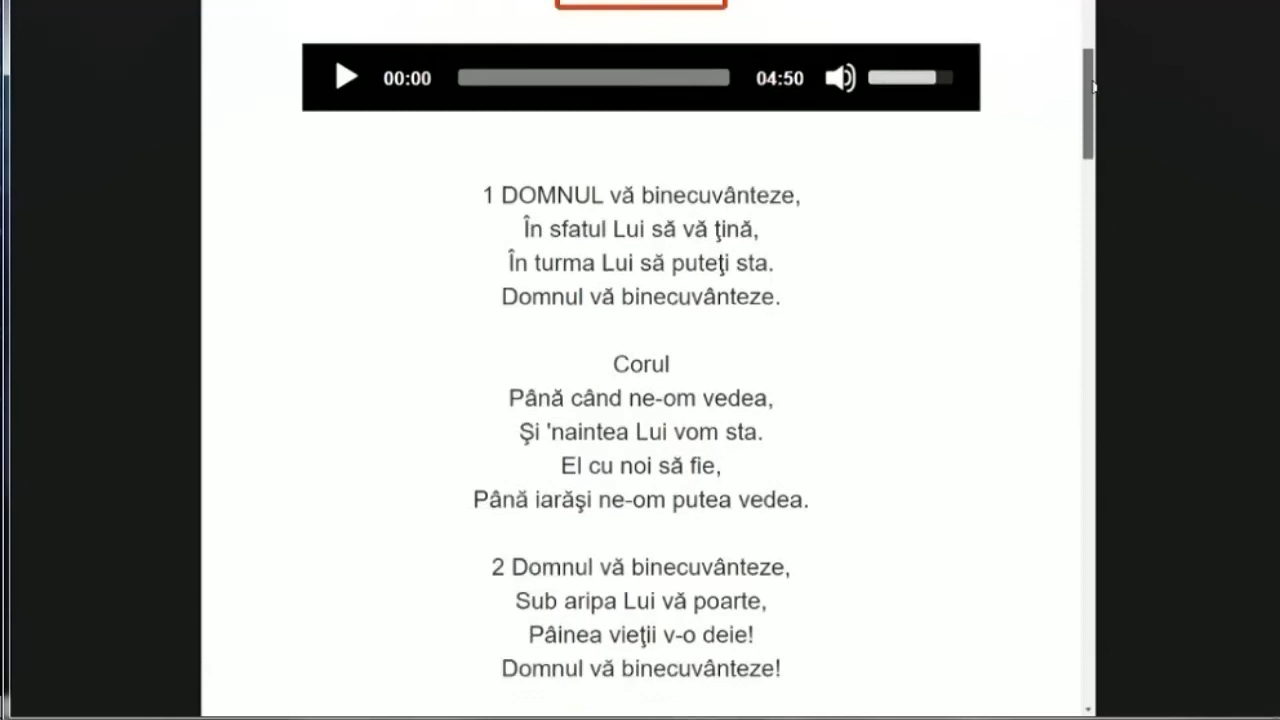 00:00
04:50
1 DOMNUL vă binecuvânteze,
În sfatul Lui să vă ţină,
În turma Lui să puteţi sta.
Domnul vă binecuvânteze.
Corul
Până când ne-om vedea,
Şi 'naintea Lui vom sta.
El cu noi să fie,
Până iarăşi ne-om putea vedea.
2 Domnul vă binecuvânteze,
Sub aripa Lui vă poarte,
Pâinea vieţii v-o deie!
Domnul vă binecuvânteze!